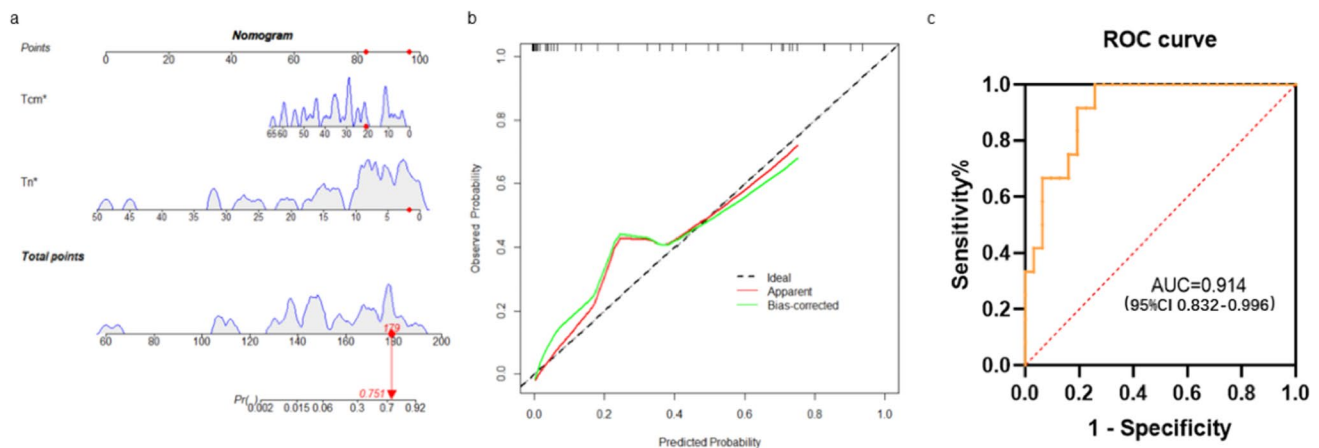 a
Nomogram
Points
0 20 40 60 80 100
Tcm*
65 60 50 40 30 20 10 0
Tn*
50 45 40 35 30 25 20 15 10 5 0
Total points
179
60 80 100 120 140 160 180 200
0.751
Pr( )
0.002 0.015 0.06 0.3 0.7 0.92
b
Observed Probability
1.0
0.8
0.6
0.4
0.2
0.0
Ideal
Apparent
Bias-corrected
0.0 0.2 0.4 0.6 0.8 1.0
Predicted Probability
c
ROC curve
Sensitivity%
1.0
0.8
0.6
0.4
0.2
0.0
AUC=0.914
(95%CI 0.832-0.996)
0.0 0.2 0.4 0.6 0.8 1.0
1 - Specificity